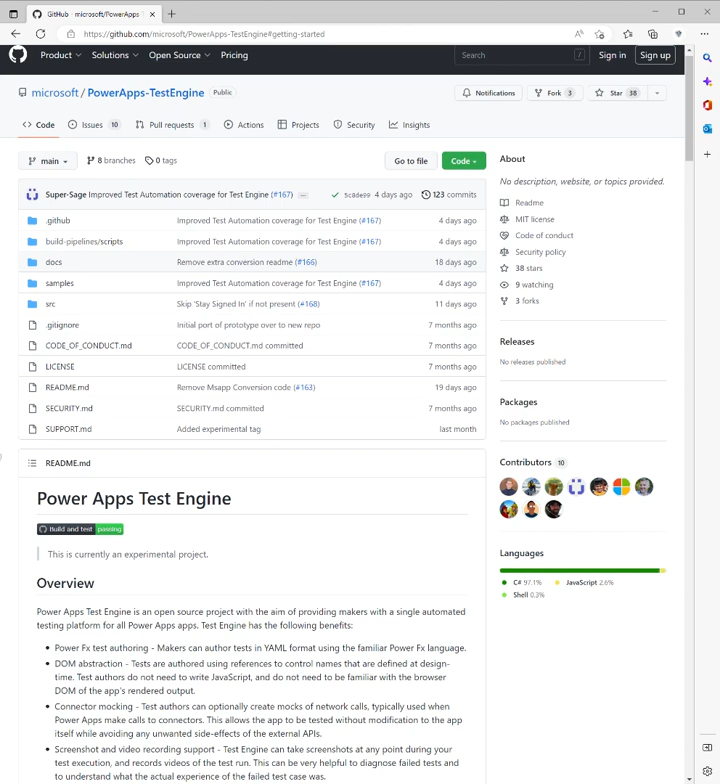 GitHub - microsoft/PowerApps-T
https://github.com/microsoft/PowerApps-TestEngine#getting-started
Product Solutions Open Source Pricing Search / Sign in Sign up
microsoft / PowerApps-TestEngine Public Notifications Fork 3 Star 38
Code Issues 10 Pull requests 1 Actions Projects Security Insights
main 8 branches 0 tags Go to file Code
Super-Sage Improved Test Automation coverage for Test Engine (#167) ... 5c8de99 4 days ago 123 commits
.github Improved Test Automation coverage for Test Engine (#167) 4 days ago
build-pipelines/scripts Improved Test Automation coverage for Test Engine (#167) 4 days ago
docs Remove extra conversion readme (#166) 18 days ago
samples Improved Test Automation coverage for Test Engine (#167) 4 days ago
src Skip 'Stay Signed In' if not present (#168) 11 days ago
.gitignore Initial port of prototype over to new repo 7 months ago
CODE_OF_CONDUCT.md CODE_OF_CONDUCT.md committed 7 months ago
LICENSE LICENSE committed 7 months ago
README.md Remove Msapp Conversion code (#163) 19 days ago
SECURITY.md SECURITY.md committed 7 months ago
SUPPORT.md Added experimental tag last month
README.md
Power Apps Test Engine
Build and test passing
This is currently an experimental project.
Overview
Power Apps Test Engine is an open source project with the aim of providing makers with a single automated
testing platform for all Power Apps apps. Test Engine has the following benefits:
• Power Fx test authoring - Makers can author tests in YAML format using the familiar Power Fx language.
• DOM abstraction - Tests are authored using references to control names that are defined at design-
time. Test authors do not need to write JavaScript, and do not need to be familiar with the browser
DOM of the app's rendered output.
• Connector mocking - Test authors can optionally create mocks of network calls, typically used when
Power Apps make calls to connectors. This allows the app to be tested without modification to the app
itself while avoiding any unwanted side-effects of the external APIs.
• Screenshot and video recording support - Test Engine can take screenshots at any point during your
test execution, and records videos of the test run. This can be very helpful to diagnose failed tests and
to understand what the actual experience of the failed test case was.
About
No description, website, or topics provided.
Readme
MIT license
Code of conduct
Security policy
38 stars
9 watching
3 forks
Releases
No releases published
Packages
No packages published
Contributors 10
Languages
C# 97.1% JavaScript 2.6%
Shell 0.3%